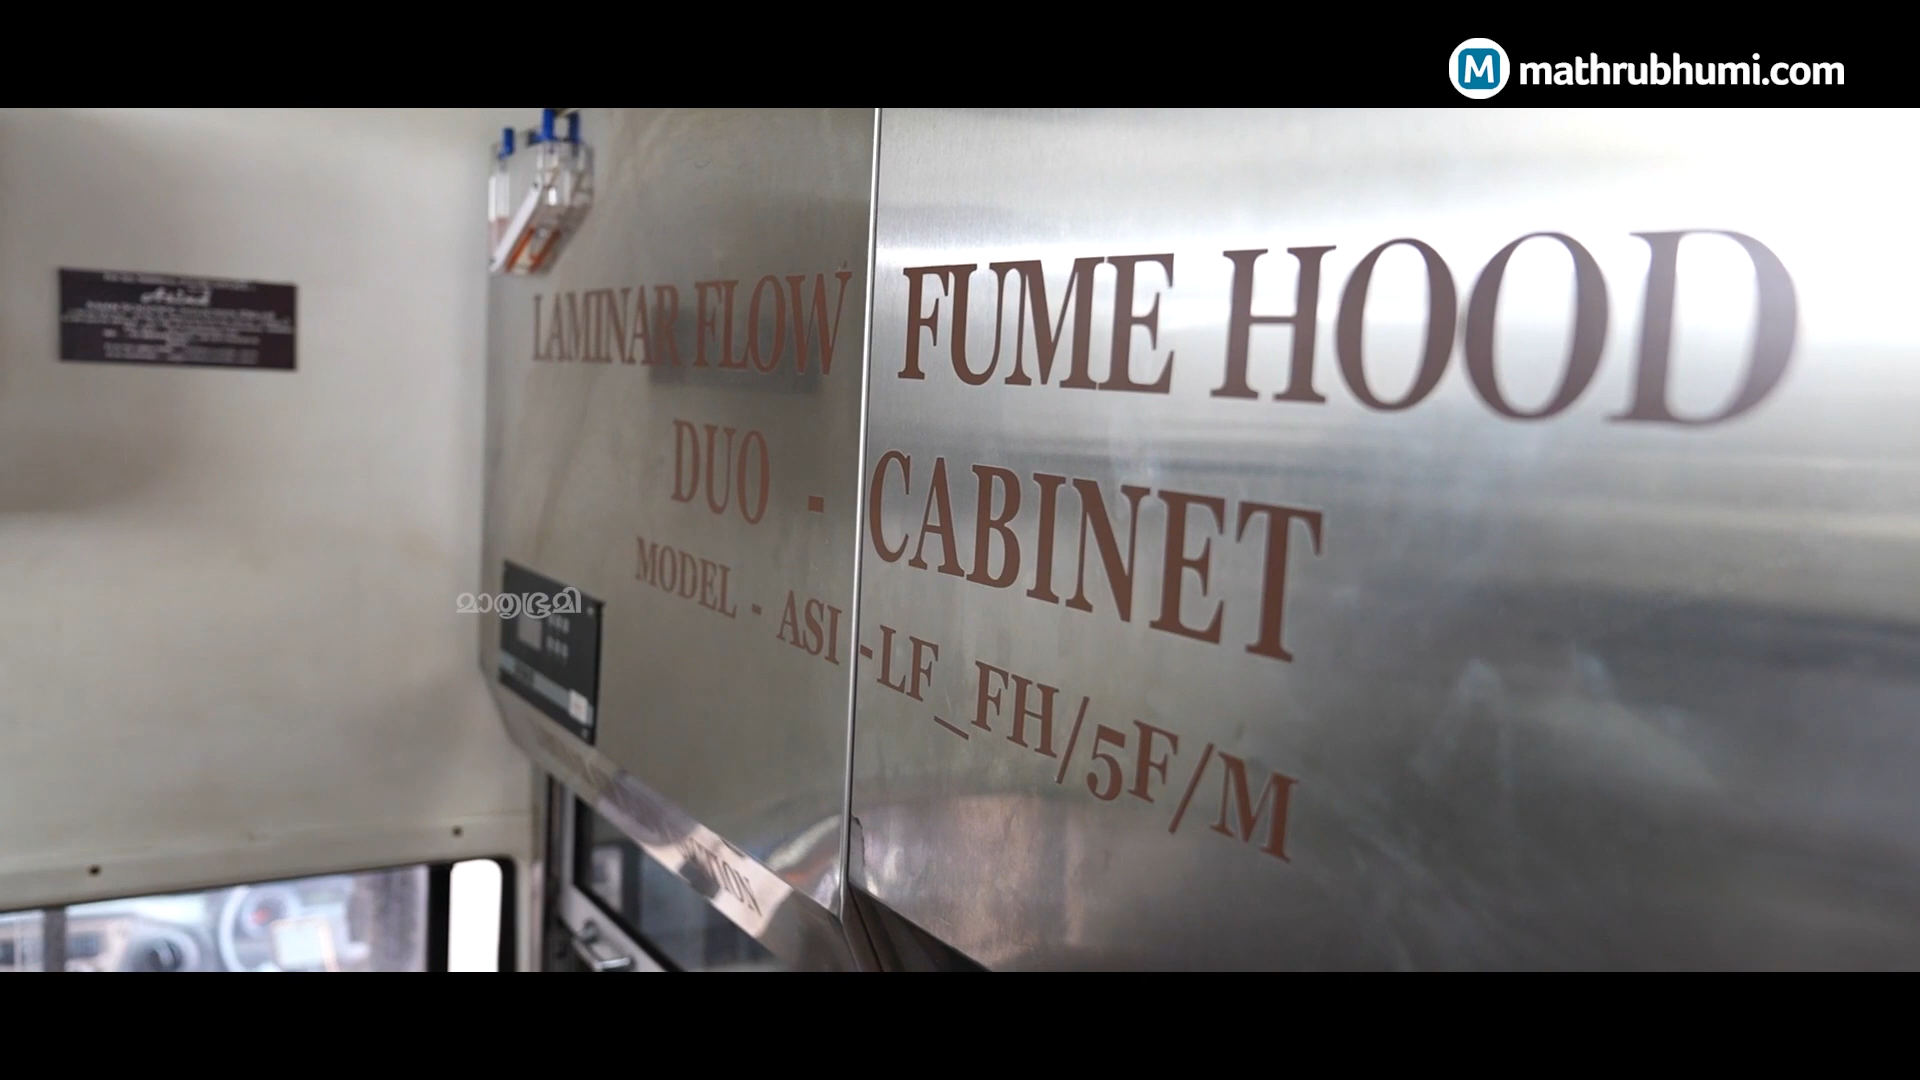 mathrubhumi.com
LAMINAR FLOW FUME HOOD
DUO - CABINET
MODEL - ASI -LF_FH/5F/M
മാതൃഭൂമി